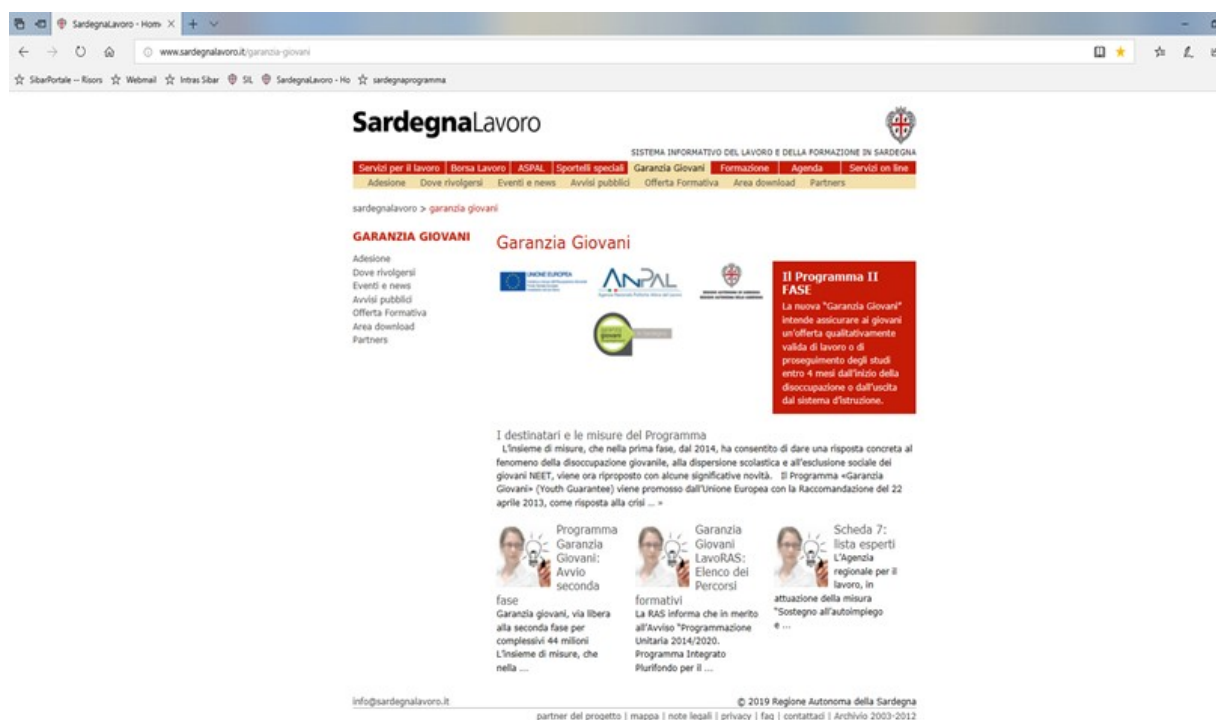 SardegnaLavoro - Hom
www.sardegnalavoro.it/garanzia-giovani
SibarPortale -- Risors Webmail Intras Sibar SIL SardegnaLavoro - Ho sardegnaprogramma
SardegnaLavoro
SISTEMA INFORMATIVO DEL LAVORO E DELLA FORMAZIONE IN SARDEGNA
Servizi per il lavoro Borsa Lavoro ASPAL Sportelli speciali Garanzia Giovani Formazione Agenda Servizi on line
Adesione Dove rivolgersi Eventi e news Avvisi pubblici Offerta Formativa Area download Partners
sardegnalavoro > garanzia giovani
GARANZIA GIOVANI
Adesione
Dove rivolgersi
Eventi e news
Avvisi pubblici
Offerta Formativa
Area download
Partners
Garanzia Giovani
UNIONE EUROPEA
ANPAL
Agenzia Nazionale Politiche Attive del Lavoro
garanzia
giovani
Il Programma II
FASE
La nuova "Garanzia Giovani"
intende assicurare ai giovani
un'offerta qualitativamente
valida di lavoro o di
proseguimento degli studi
entro 4 mesi dall'inizio della
disoccupazione o dall'uscita
dal sistema d'istruzione.
I destinatari e le misure del Programma
L'insieme di misure, che nella prima fase, dal 2014, ha consentito di dare una risposta concreta al
fenomeno della disoccupazione giovanile, alla dispersione scolastica e all'esclusione sociale dei
giovani NEET, viene ora riproposto con alcune significative novità. Il Programma «Garanzia
Giovani» (Youth Guarantee) viene promosso dall'Unione Europea con la Raccomandazione del 22
aprile 2013, come risposta alla crisi ... »
Programma
Garanzia
Giovani:
Avvio
seconda
fase
Garanzia giovani, via libera
alla seconda fase per
complessivi 44 milioni
L'insieme di misure, che
nella ....
Garanzia
Giovani
LavoRAS:
Elenco dei
Percorsi
formativi
La RAS informa che in merito
all'Avviso "Programmazione
Unitaria 2014/2020.
Programma Integrato
Plurifondo per il ...
Scheda 7:
lista esperti
L'Agenzia
regionale per il
lavoro, in
attuazione della misura
"Sostegno all'autoimpiego
e ...
info@sardegnalavoro.it
© 2019 Regione Autonoma della Sardegna
partner del progetto | mappa | note legali | privacy | faq | contattaci | Archivio 2003-2012